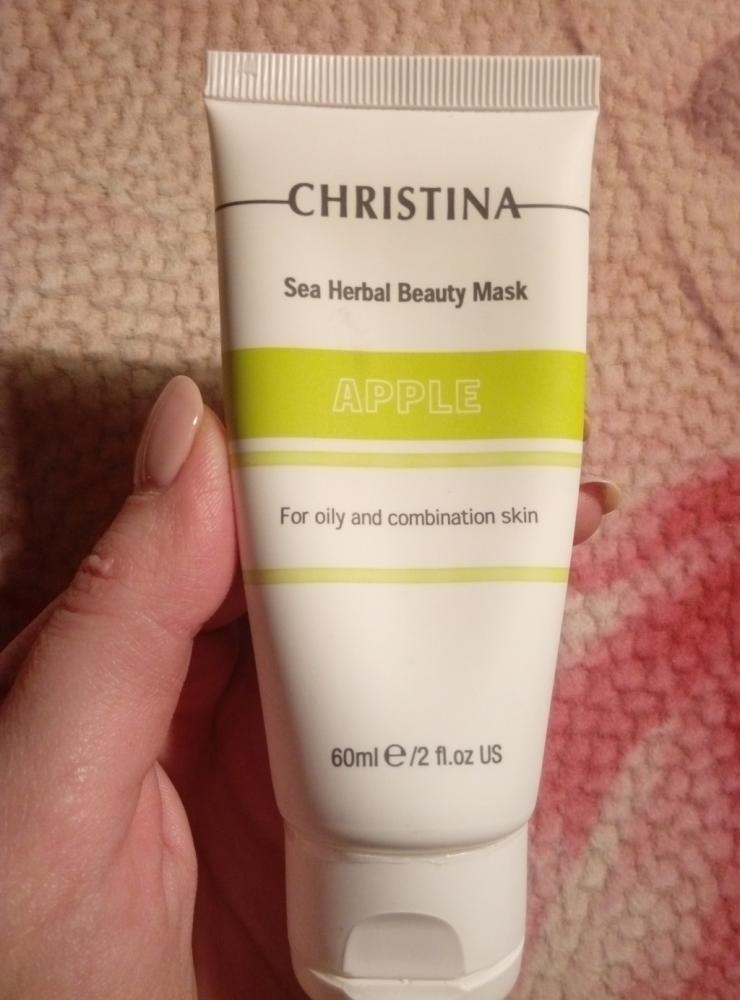 CHRISTINA
Sea Herbal Beauty Mask
APPLE
For oily and combination skin
60ml ℮/2 fl.oz US